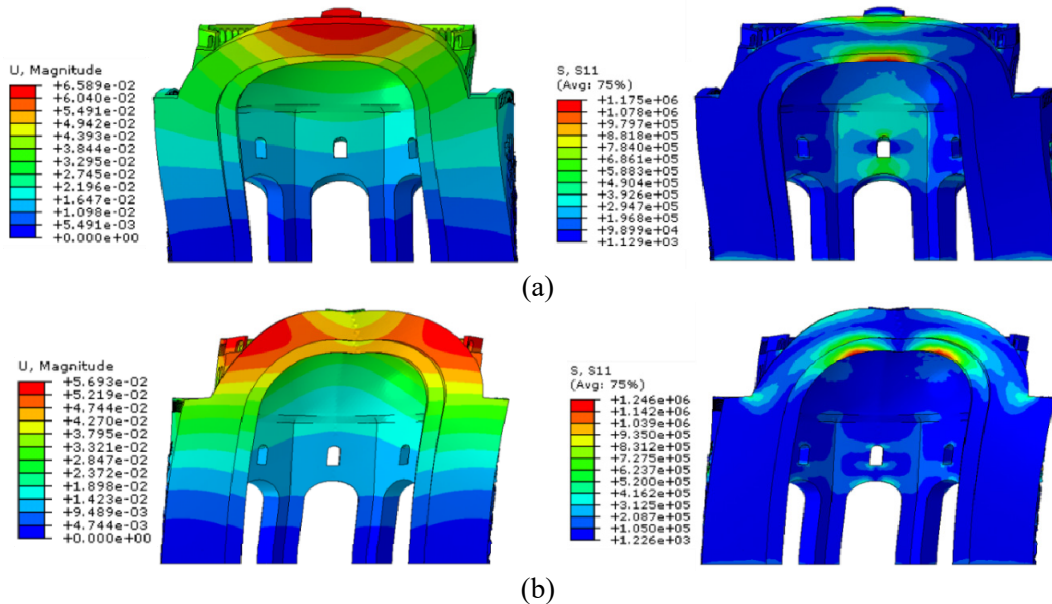 U, Magnitude
+6.589e-02
+6.040e-02
+5.491e-02
+4.942e-02
+4.393e-02
+3.844e-02
+3.295e-02
+2.745e-02
+2.196e-02
+1.647e-02
+1.098e-02
+5.491e-03
+0.000e+00
S, S11
(Avg: 75%)
+1.175e+06
+1.078e+06
+9.797e+05
+8.818e+05
+7.840e+05
+6.861e+05
+5.883e+05
+4.904e+05
+3.926e+05
+2.947e+05
+1.968e+05
+9.899e+04
+1.129e+03
(a)
U, Magnitude
+5.693e-02
+5.219e-02
+4.744e-02
+4.270e-02
+3.795e-02
+3.321e-02
+2.847e-02
+2.372e-02
+1.898e-02
+1.423e-02
+9.489e-03
+4.744e-03
+0.000e+00
S, S11
(Avg: 75%)
+1.246e+06
+1.142e+06
+1.039e+06
+9.350e+05
+8.312e+05
+7.275e+05
+6.237e+05
+5.200e+05
+4.162e+05
+3.125e+05
+2.087e+05
+1.050e+05
+1.226e+03
(b)